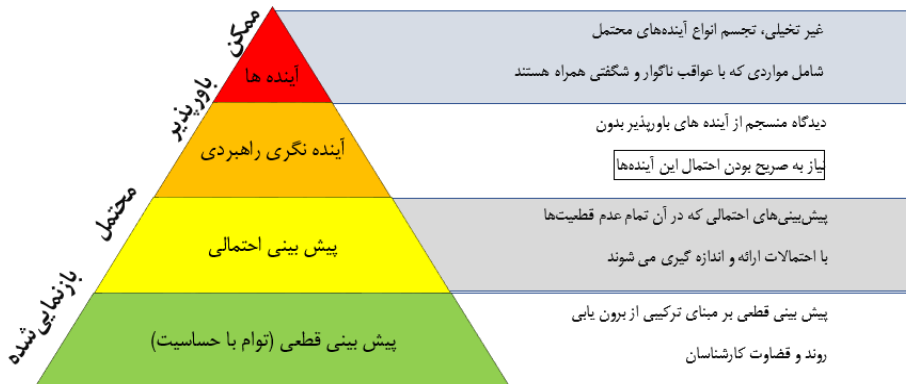 ممکن
آینده ها
غیر تخیلی، تجسم انواع آینده‌های محتمل
شامل مواردی که با عواقب ناگوار و شگفتی همراه هستند
باورپذیر
آینده نگری راهبردی
دیدگاه منسجم از آینده های باورپذیر بدون
نیاز به صریح بودن احتمال این آینده‌ها
محتمل
پیش بینی احتمالی
پیش‌بینی‌های احتمالی که در آن تمام عدم قطعیت‌ها
با احتمالات ارائه و اندازه گیری می شوند
بازنمایی شده
پیش بینی قطعی (توام با حساسیت)
پیش بینی قطعی بر مبنای ترکیبی از برون یابی
روند و قضاوت کارشناسان